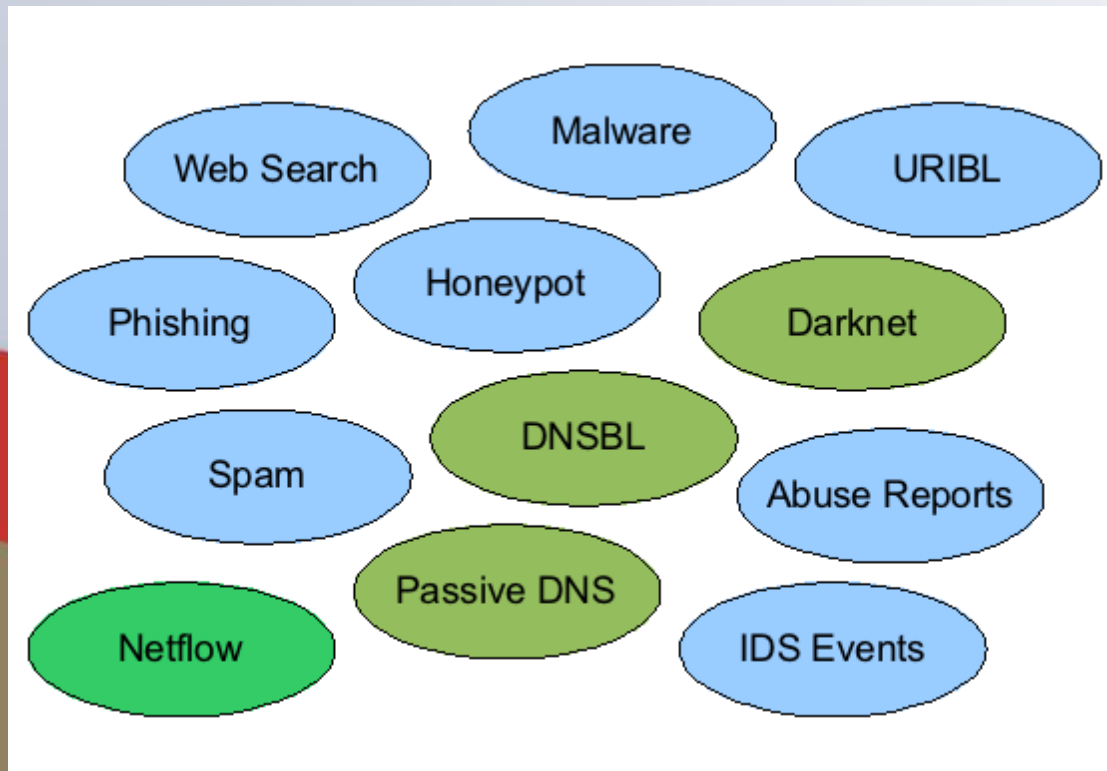 Malware
Web Search
URIBL
Honeypot
Phishing
Darknet
DNSBL
Spam
Abuse Reports
Passive DNS
Netflow
IDS Events